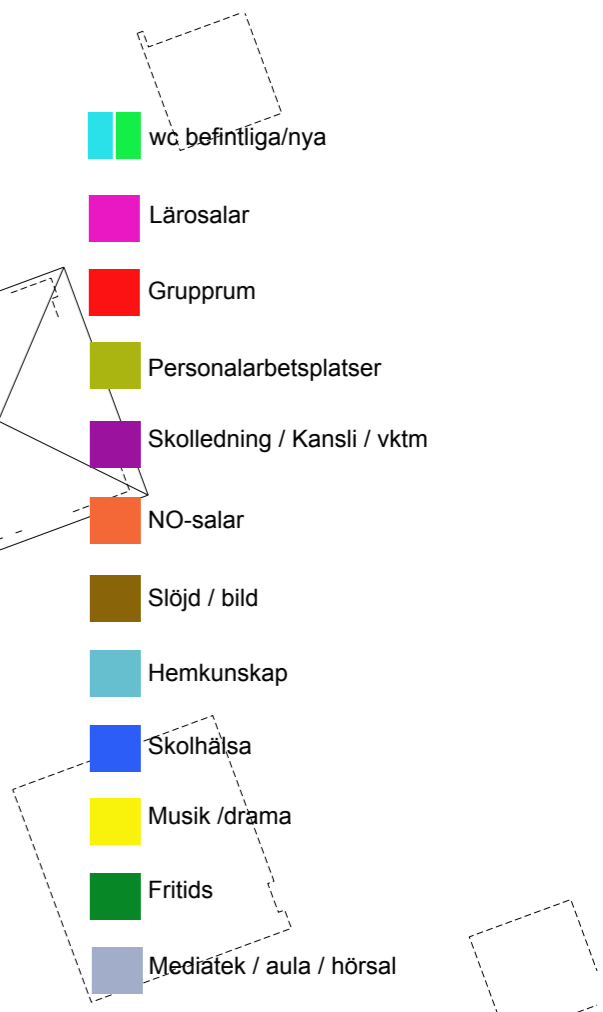 wc befintliga/nya
Lärosalar
Grupprum
Personalarbetsplatser
Skolledning / Kansli / vktm
NO-salar
Slöjd / bild
Hemkunskap
Skolhälsa
Musik /drama
Fritids
Mediatek / aula / hörsal